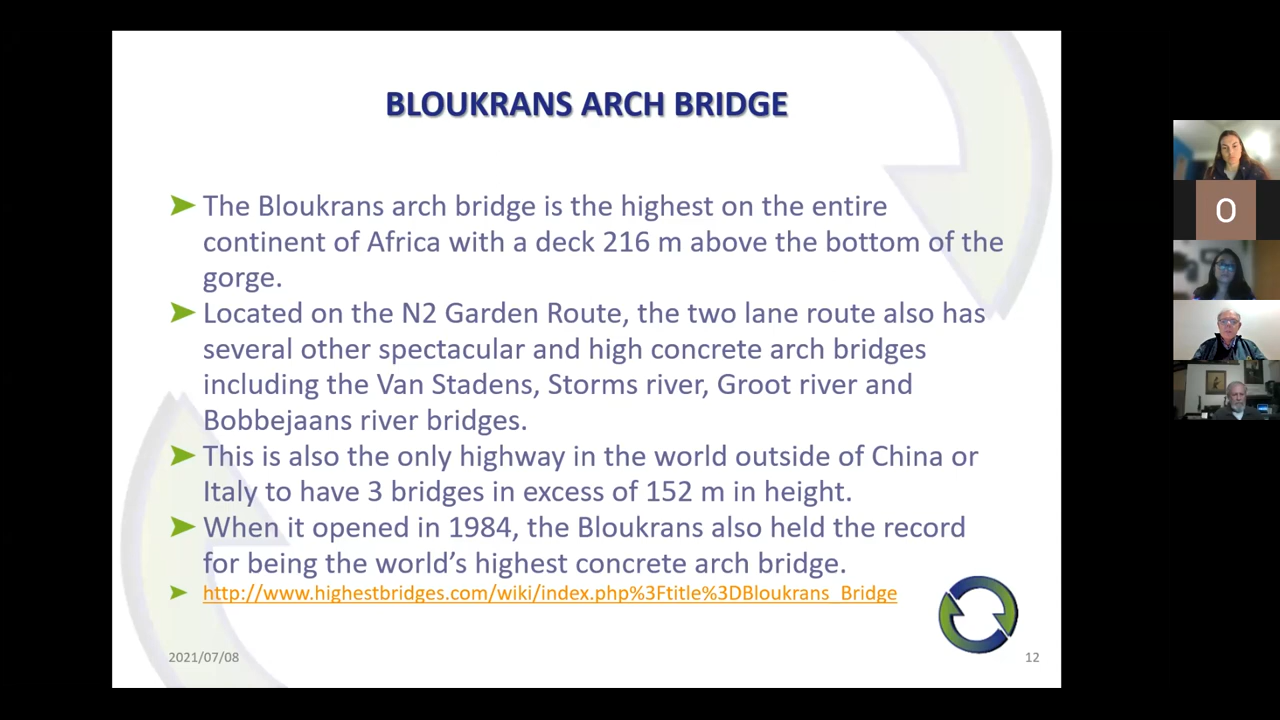 BLOUKRANS ARCH BRIDGE
The Bloukrans arch bridge is the highest on the entire
continent of Africa with a deck 216 m above the bottom of the
gorge.
Located on the N2 Garden Route, the two lane route also has
several other spectacular and high concrete arch bridges
including the Van Stadens, Storms river, Groot river and
Bobbejaans river bridges.
This is also the only highway in the world outside of China or
Italy to have 3 bridges in excess of 152 m in height.
When it opened in 1984, the Bloukrans also held the record
for being the world’s highest concrete arch bridge.
http://www.highestbridges.com/wiki/index.php%3Ftitle%3DBloukrans_Bridge
2021/07/08
12
O